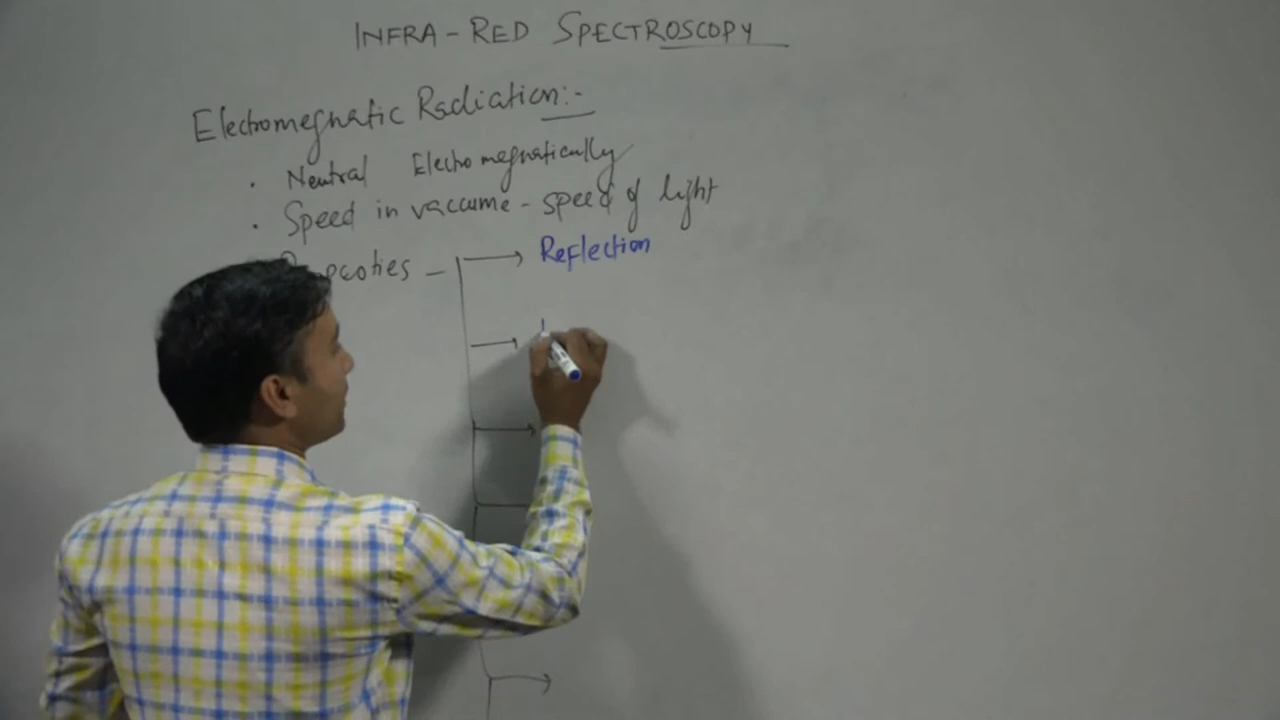 INFRA-RED SPECTROSCOPY
Electromegnatic Radiation:-
• Neutral Electromegnatically
• Speed in vaccume - speed of light
Reflection